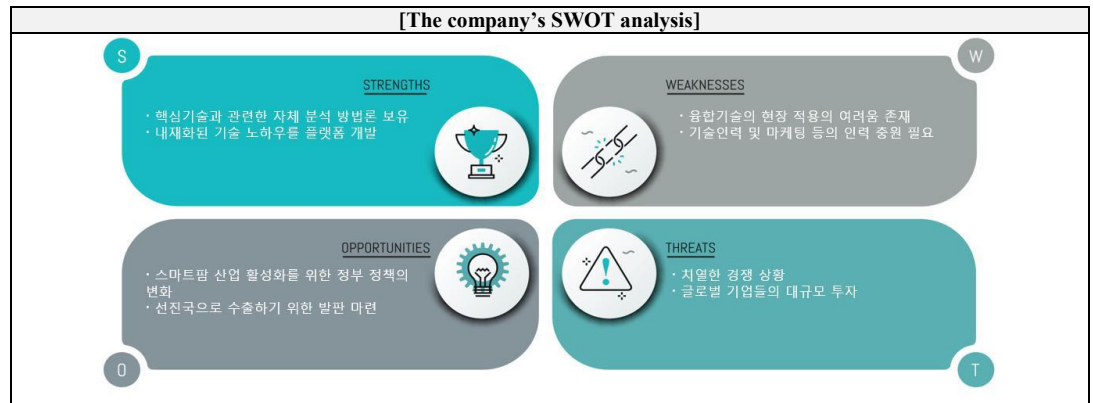 [The company's SWOT analysis]
S
STRENGTHS
· 핵심기술과 관련한 자체 분석 방법론 보유
· 내재화된 기술 노하우를 플랫폼 개발
W
WEAKNESSES
· 융합기술의 현장 적용의 여러움 존재
· 기술인력 및 마케팅 등의 인력 충원 필요
OPPORTUNITIES
· 스마트팜 산업 활성화를 위한 정부 정책의
변화
· 선진국으로 수출하기 위한 발판 마련
O
THREATS
· 치열한 경쟁 상황
· 글로벌 기업들의 대규모 투자
T